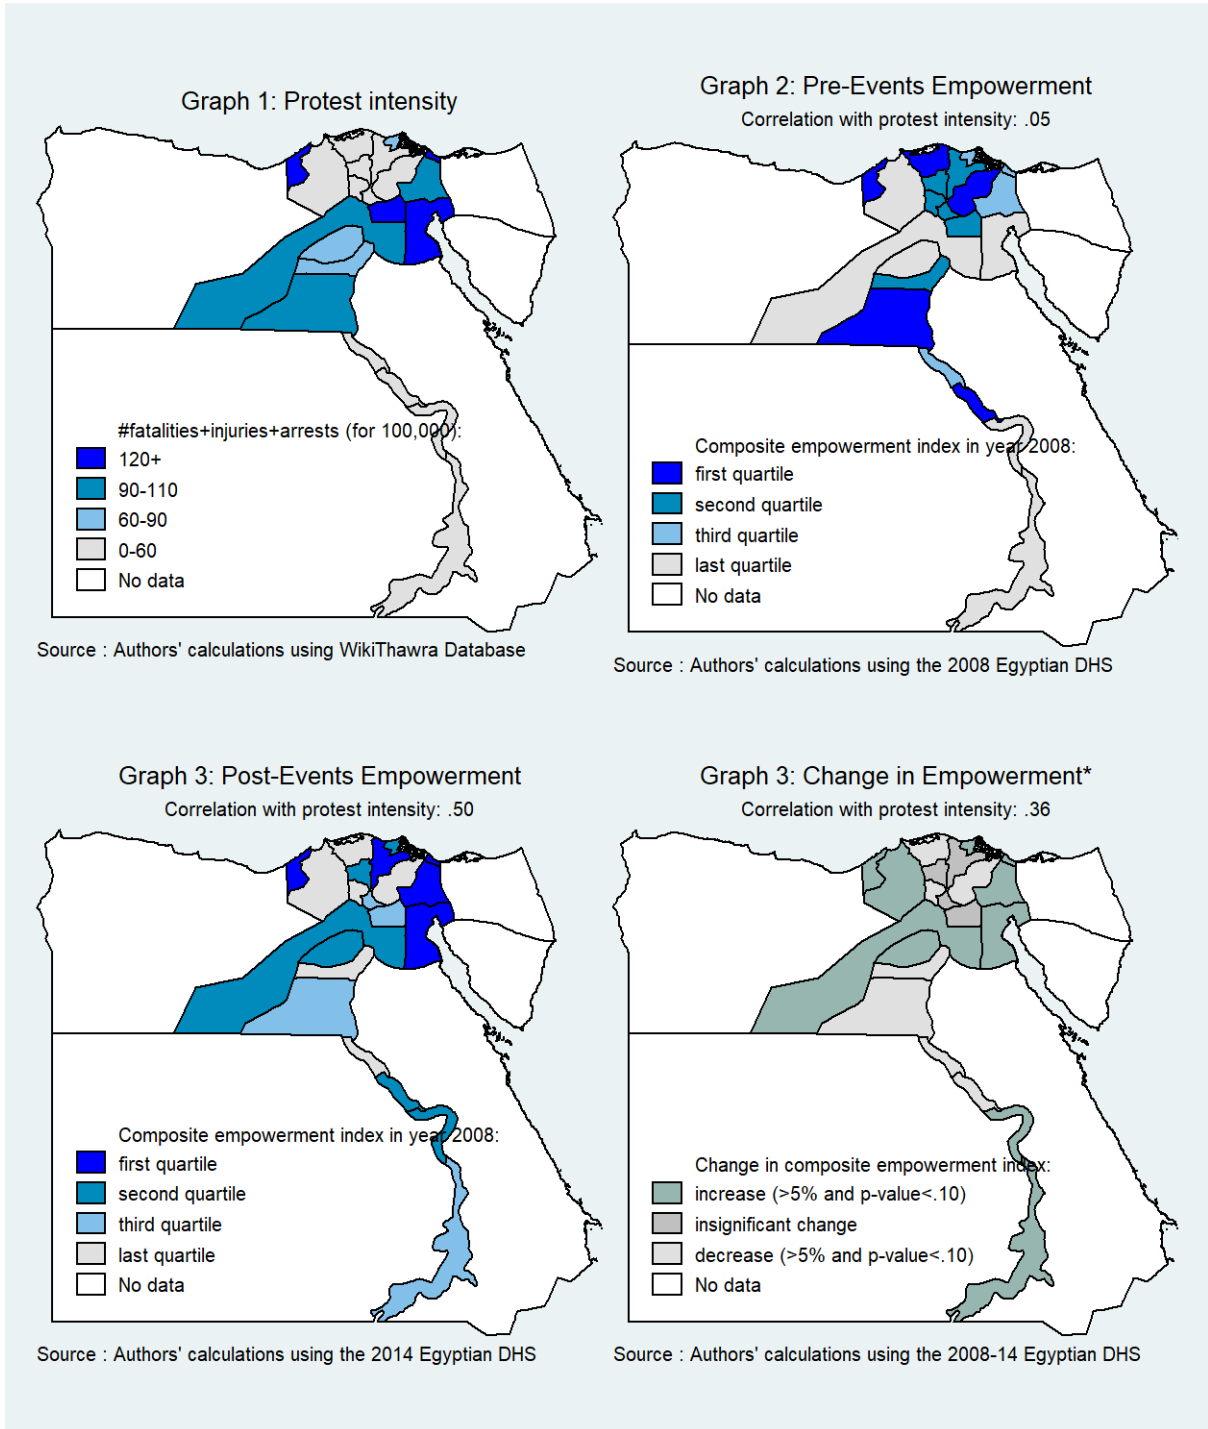 Graph 1: Protest intensity
#fatalities+injuries+arrests (for 100,000):
120+
90-110
60-90
0-60
No data
Source : Authors' calculations using WikiThawra Database
Graph 2: Pre-Events Empowerment
Correlation with protest intensity: .05
Composite empowerment index in year 2008:
first quartile
second quartile
third quartile
last quartile
No data
Source : Authors' calculations using the 2008 Egyptian DHS
Graph 3: Post-Events Empowerment
Correlation with protest intensity: .50
Composite empowerment index in year 2008:
first quartile
second quartile
third quartile
last quartile
No data
Source : Authors' calculations using the 2014 Egyptian DHS
Graph 3: Change in Empowerment*
Correlation with protest intensity: .36
Change in composite empowerment index:
increase (>5% and p-value<.10)
insignificant change
decrease (>5% and p-value<.10)
No data
Source : Authors' calculations using the 2008-14 Egyptian DHS